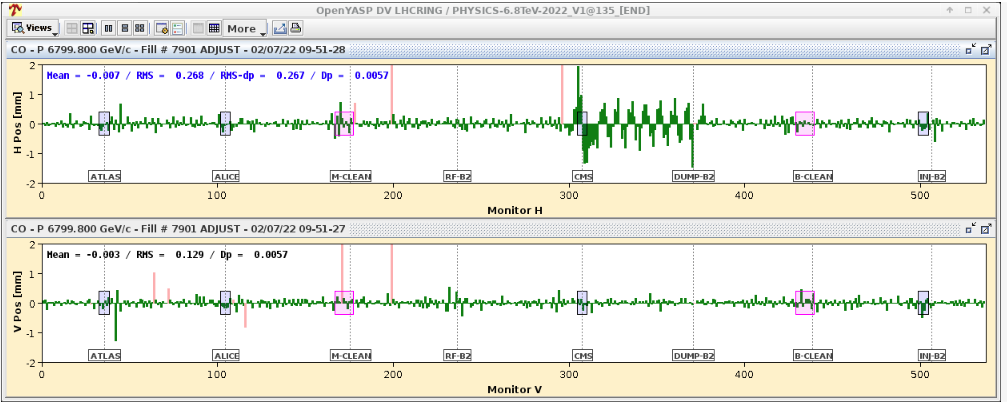 OpenYASP DV LHCRING / PHYSICS-6.8TeV-2022_V1@135_[END]
Views More
CO - P 6799.800 GeV/c - Fill # 7901 ADJUST - 02/07/22 09-51-28
Mean = -0.007 / RMS = 0.268 / RMS-dp = 0.267 / Dp = 0.0057
H Pos [mm]
2
1
0
-1
-2
ATLAS ALICE M-CLEAN RF-B2 CMS DUMP-B2 B-CLEAN INJ-B2
0 100 200 300 400 500
Monitor H
CO - P 6799.800 GeV/c - Fill # 7901 ADJUST - 02/07/22 09-51-27
Mean = -0.003 / RMS = 0.129 / Dp = 0.0057
V Pos [mm]
2
1
0
-1
-2
ATLAS ALICE M-CLEAN RF-B2 CMS DUMP-B2 B-CLEAN INJ-B2
0 100 200 300 400 500
Monitor V